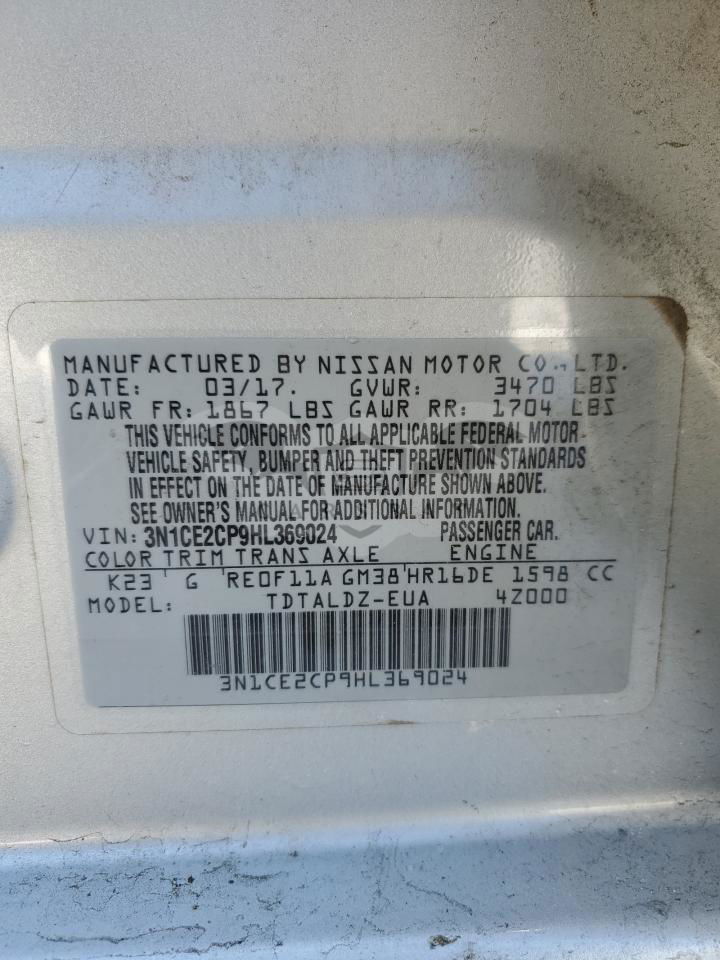 MANUFACTURED BY NISSAN MOTOR CO., LTD.
DATE: 03/17. GVWR: 3470 LBS
GAWR FR: 1867 LBS GAWR RR: 1704 LBS
THIS VEHICLE CONFORMS TO ALL APPLICABLE FEDERAL MOTOR
VEHICLE SAFETY, BUMPER AND THEFT PREVENTION STANDARDS
IN EFFECT ON THE DATE OF MANUFACTURE SHOWN ABOVE.
SEE OWNER'S MANUAL FOR ADDITIONAL INFORMATION.
VIN: 3N1CE2CP9HL369024 PASSENGER CAR.
COLOR TRIM TRANS AXLE ENGINE
K23 G RE0F11A GM38 HR16DE 1598 CC
MODEL: TDTALDZ-EUA 4Z000
3N1CE2CP9HL369024